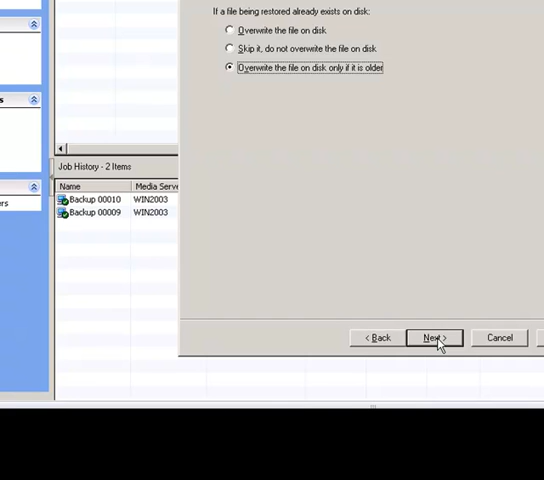 If a file being restored already exists on disk:
Overwrite the file on disk
Skip it, do not overwrite the file on disk
Overwrite the file on disk only if it is older
Job History - 2 Items
Name Media Serve
Backup 00010 WIN2003
Backup 00009 WIN2003
< Back Next > Cancel